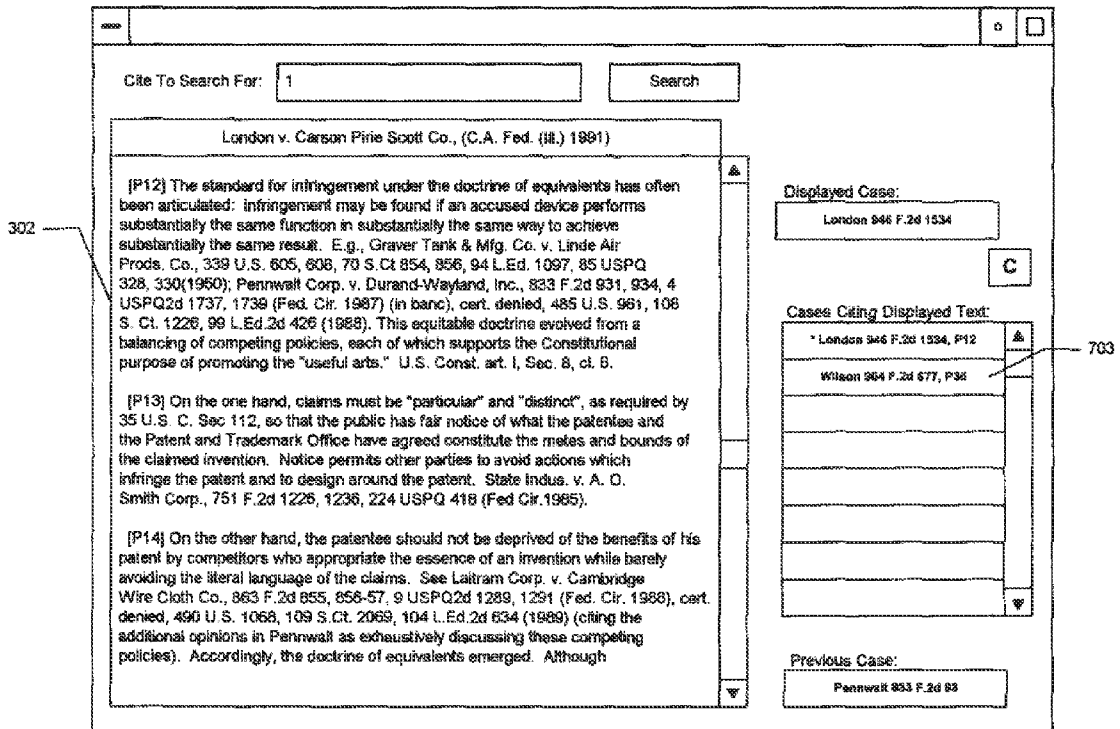 Cite To Search For:
1
Search
London v. Carson Pirie Scott Co., (C.A. Fed. (Ill.) 1991)
[P12] The standard for infringement under the doctrine of equivalents has often
been articulated: infringement may be found if an accused device performs
substantially the same function in substantially the same way to achieve
substantially the same result. E.g., Graver Tank & Mfg. Co. v. Linde Air
Prods. Co., 339 U.S. 605, 608, 70 S.Ct 854, 856, 94 L.Ed. 1097, 85 USPQ
328, 330(1950); Pennwalt Corp. v. Durand-Wayland, Inc., 833 F.2d 931, 934, 4
USPQ2d 1737, 1739 (Fed. Cir. 1987) (in banc), cert. denied, 485 U.S. 961, 108
S. Ct. 1226, 99 L.Ed.2d 426 (1988). This equitable doctrine evolved from a
balancing of competing policies, each of which supports the Constitutional
purpose of promoting the "useful arts." U.S. Const. art. I, Sec. 8, cl. 8.
[P13] On the one hand, claims must be "particular" and "distinct", as required by
35 U.S. C. Sec 112, so that the public has fair notice of what the patentee and
the Patent and Trademark Office have agreed constitute the metes and bounds of
the claimed invention. Notice permits other parties to avoid actions which
infringe the patent and to design around the patent. State Indus. v. A. O.
Smith Corp., 751 F.2d 1226, 1236, 224 USPQ 418 (Fed Cir.1985).
[P14] On the other hand, the patentee should not be deprived of the benefits of his
patent by competitors who appropriate the essence of an invention while barely
avoiding the literal language of the claims. See Laitram Corp. v. Cambridge
Wire Cloth Co., 863 F.2d 855, 856-57, 9 USPQ2d 1289, 1291 (Fed. Cir. 1988), cert.
denied, 490 U.S. 1068, 109 S.Ct. 2069, 104 L.Ed.2d 634 (1989) (citing the
additional opinions in Pennwalt as exhaustively discussing these competing
policies). Accordingly, the doctrine of equivalents emerged. Although
302
Displayed Case:
London 946 F.2d 1534
C
Cases Citing Displayed Text:
* London 946 F.2d 1534, P12
Wilson 904 F.2d 677, P36
703
Previous Case:
Pennwalt 833 F.2d 93